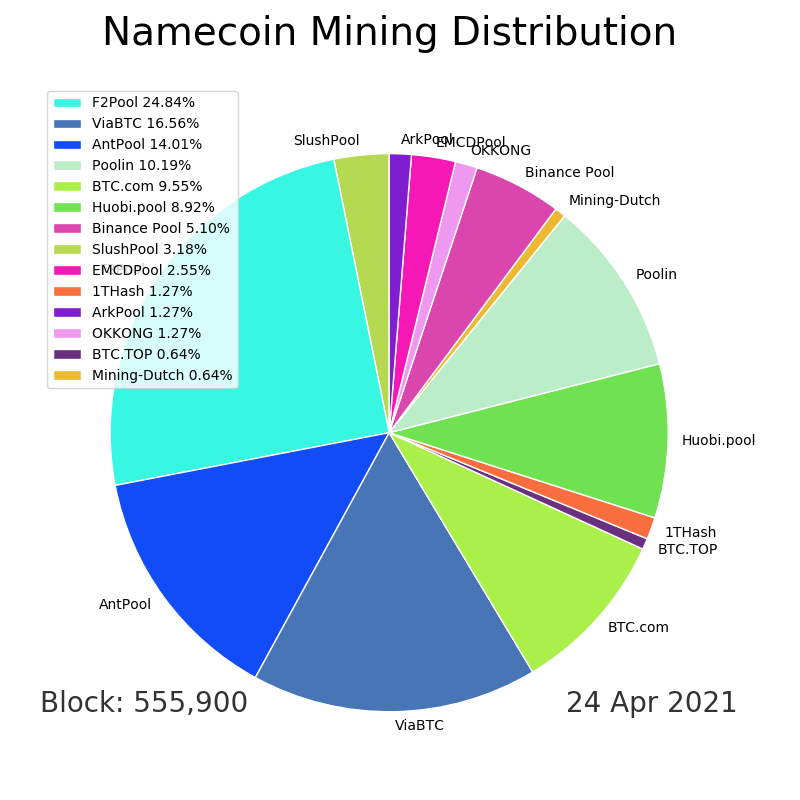 Namecoin Mining Distribution
F2Pool 24.84%
ViaBTC 16.56%
AntPool 14.01%
Poolin 10.19%
BTC.com 9.55%
Huobi.pool 8.92%
Binance Pool 5.10%
SlushPool 3.18%
EMCDPool 2.55%
1THash 1.27%
ArkPool 1.27%
OKKONG 1.27%
BTC.TOP 0.64%
Mining-Dutch 0.64%
SlushPool
ArkPool
EMCDPool
OKKONG
Binance Pool
Mining-Dutch
Poolin
Huobi.pool
1THash
BTC.TOP
BTC.com
ViaBTC
AntPool
Block: 555,900
24 Apr 2021